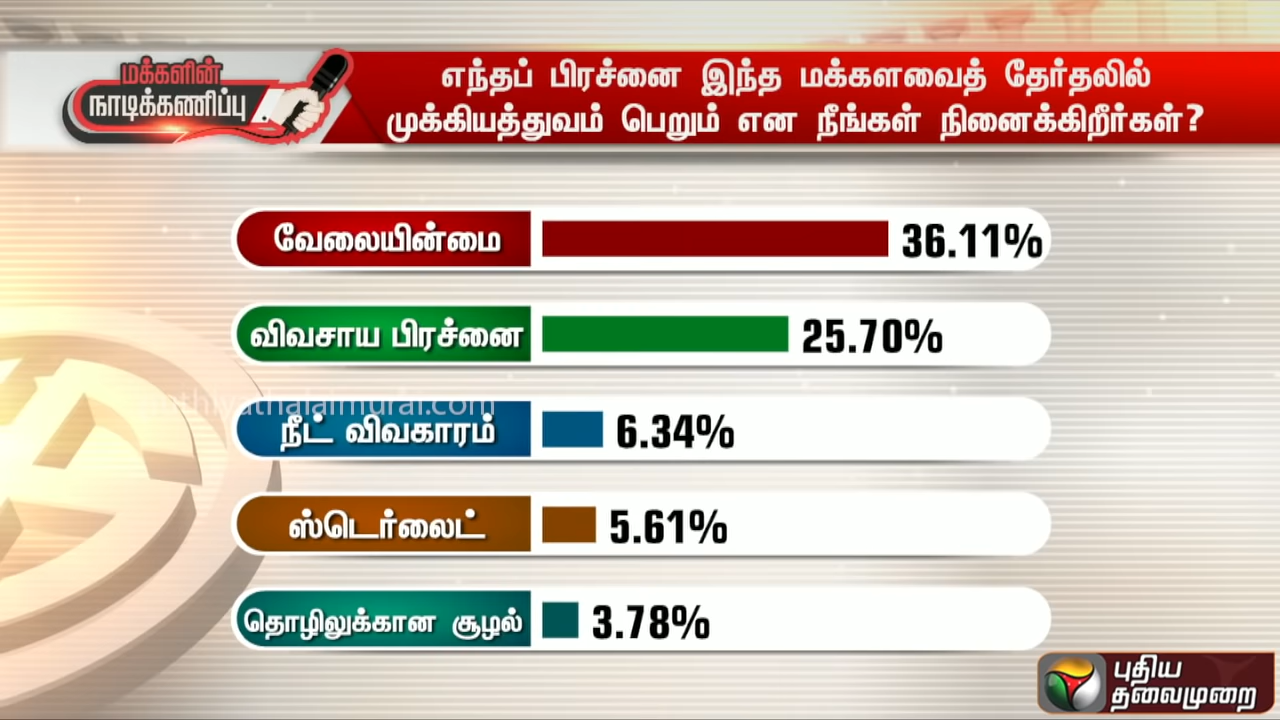 மக்களின்
நாடிக்கணிப்பு
எந்தப் பிரச்னை இந்த மக்களவைத் தேர்தலில்
முக்கியத்துவம் பெறும் என நீங்கள் நினைக்கிறீர்கள்?
வேலையின்மை 36.11%
விவசாய பிரச்னை 25.70%
நீட் விவகாரம் 6.34%
ஸ்டெர்லைட் 5.61%
தொழிலுக்கான சூழல் 3.78%
புதிய
தலைமுறை